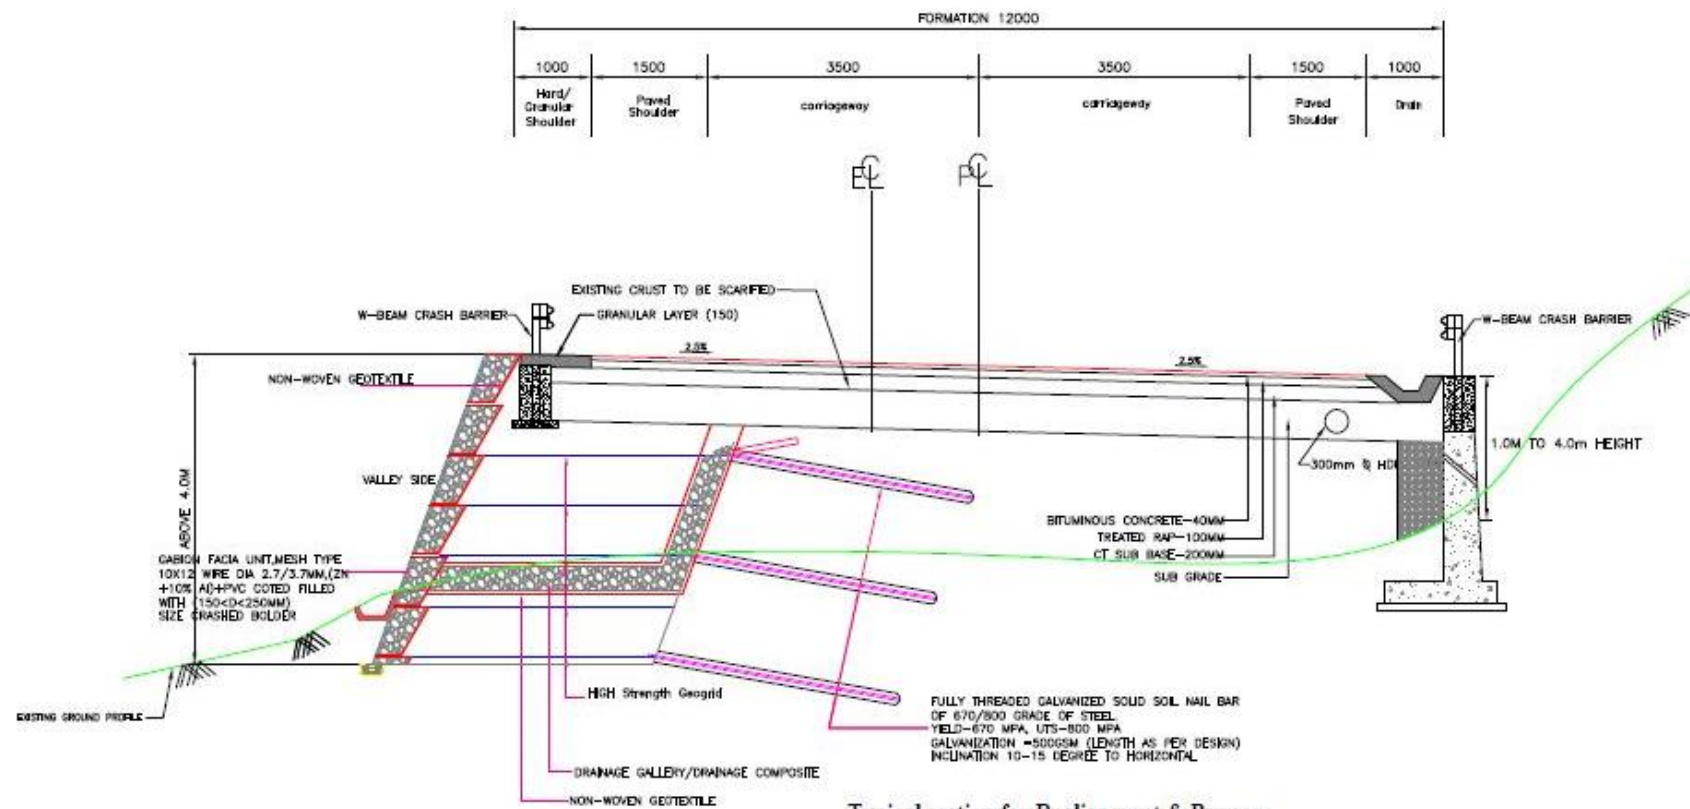 FORMATION 12000
1000
1500
3500
3500
1500
1000
Hard/
Granular
Shoulder
Paved
Shoulder
carriageway
carriageway
Paved
Shoulder
Drain
ECL
PCL
EXISTING CRUST TO BE SCARIFIED
W-BEAM CRASH BARRIER
GRANULAR LAYER (150)
W-BEAM CRASH BARRIER
2.5%
2.5%
NON-WOVEN GEOTEXTILE
1.0M TO 4.0m HEIGHT
300mm
VALLEY SIDE
ABOVE 4.0M
BITUMINOUS CONCRETE-40MM
TREATED RAP-100MM
CT SUB BASE-200MM
SUB GRADE
GABION FACIA UNIT,MESH TYPE
10X12 WIRE DIA 2.7/3.7MM,(ZN
+10% Al)+PVC COTED FILLED
WITH (150<D<250MM)
SIZE CRASHED BOLDER
HIGH Strength Geogrid
EXISTING GROUND PROFILE
FULLY THREADED GALVANIZED SOLID SOIL NAIL BAR
OF 670/800 GRADE OF STEEL
YIELD-670 MPA, UTS-800 MPA
GALVANIZATION =500GSM (LENGTH AS PER DESIGN)
INCLINATION 10-15 DEGREE TO HORIZONTAL
DRAINAGE GALLERY/DRAINAGE COMPOSITE
NON-WOVEN GEOTEXTILE